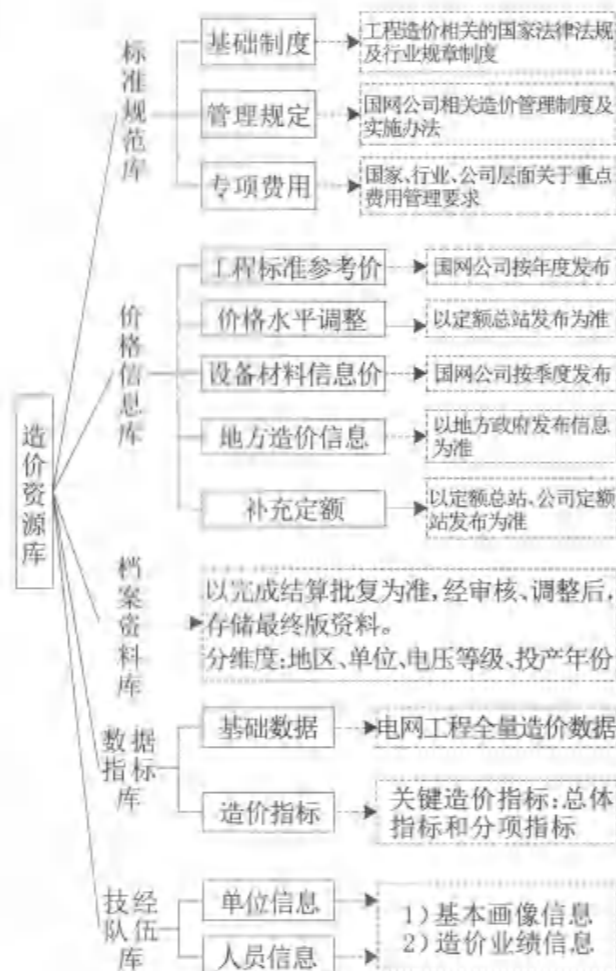 造价资源库
标准规范库
基础制度
工程造价相关的国家法律法规
及行业规章制度
管理规定
国网公司相关造价管理制度及
实施办法
专项费用
国家、行业、公司层面关于重点
费用管理要求
价格信息库
工程标准参考价
国网公司按年度发布
价格水平调整
以定额总站发布为准
设备材料信息价
国网公司按季度发布
地方造价信息
以地方政府发布信息
为准
补充定额
以定额总站、公司定额
站发布为准
档案资料库
以完成结算批复为准,经审核、调整后,
存储最终版资料。
分维度:地区、单位、电压等级、投产年份
数据
指标
库
基础数据
电网工程全量造价数据
造价指标
关键造价指标:总体
指标和分项指标
技经
队伍
库
单位信息
人员信息
1)基本画像信息
2)造价业绩信息